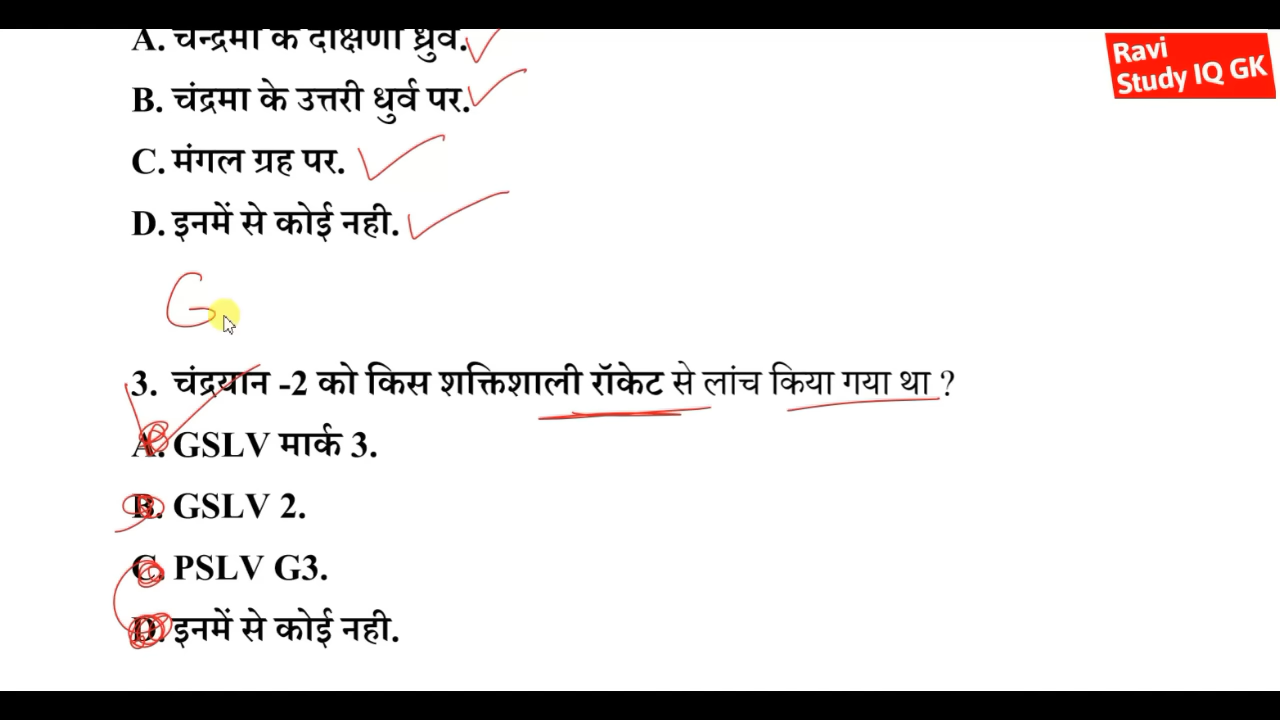 A. चन्द्रमा के दक्षिणी ध्रुव.
Ravi
Study IQ GK
B. चंद्रमा के उत्तरी धुर्व पर.
C. मंगल ग्रह पर.
D. इनमें से कोई नही.
G
3. चंद्रयान -2 को किस शक्तिशाली रॉकेट से लांच किया गया था ?
A. GSLV मार्क 3.
B. GSLV 2.
C. PSLV G3.
D. इनमें से कोई नही.